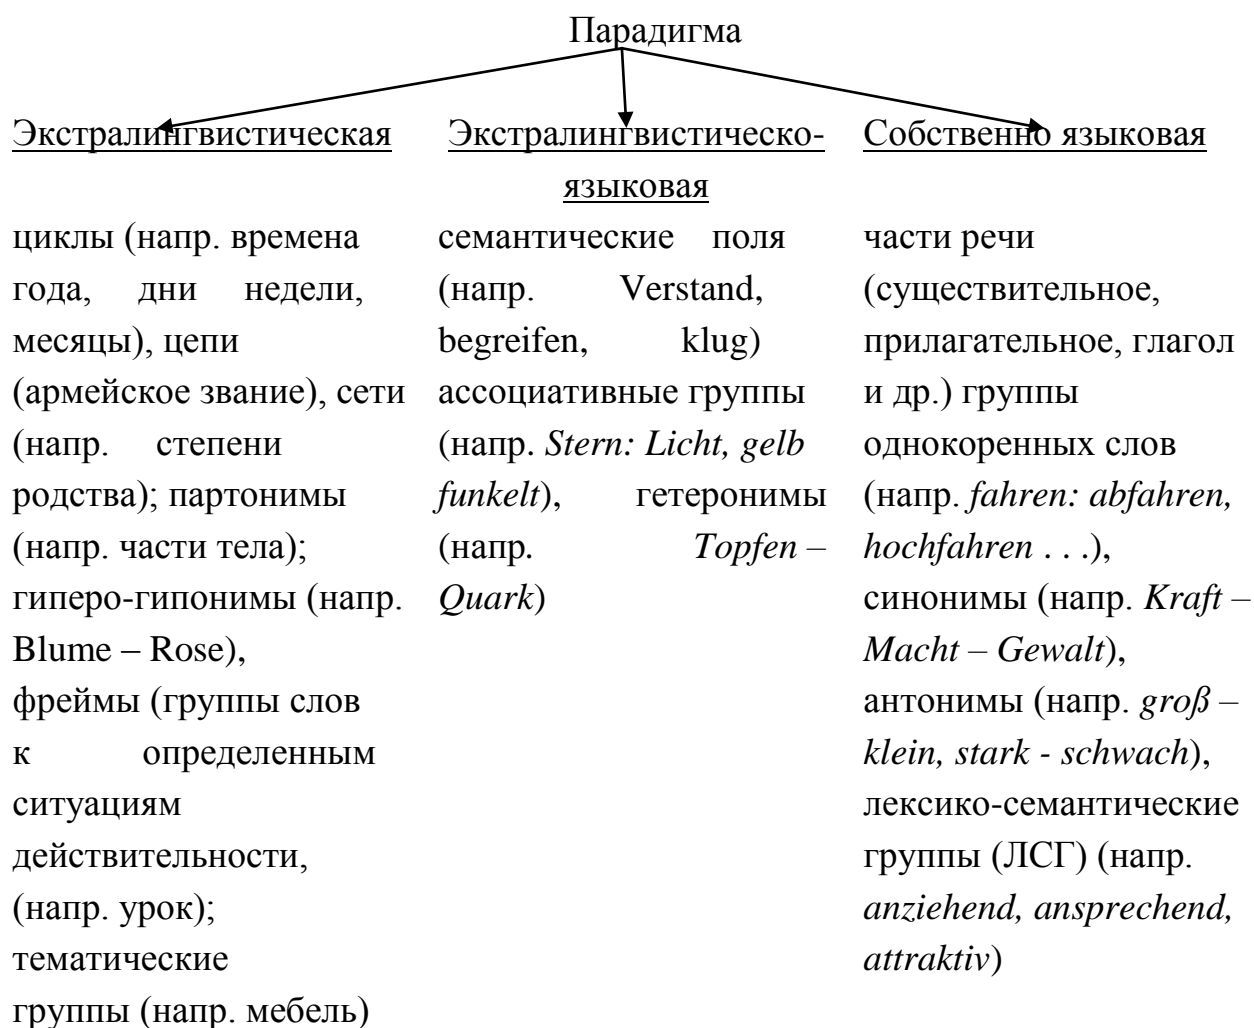 Парадигма
Экстралингвистическая
циклы (напр. времена
года, дни недели,
месяцы), цепи
(армейское звание), сети
(напр. степени
родства); партонимы
(напр. части тела);
гиперо-гипонимы (напр.
Blume – Rose),
фреймы (группы слов
к определенным
ситуациям
действительности,
(напр. урок);
тематические
группы (напр. мебель)
Экстралингвистическо-
языковая
семантические поля
(напр. Verstand,
begreifen, klug)
ассоциативные группы
(напр. Stern: Licht, gelb
funkelt), гетеронимы
(напр. Topfen –
Quark)
Собственно языковая
части речи
(существительное,
прилагательное, глагол
и др.) группы
однокоренных слов
(напр. fahren: abfahren,
hochfahren . . .),
синонимы (напр. Kraft –
Macht – Gewalt),
антонимы (напр. groß –
klein, stark - schwach),
лексико-семантические
группы (ЛСГ) (напр.
anziehend, ansprechend,
attraktiv)